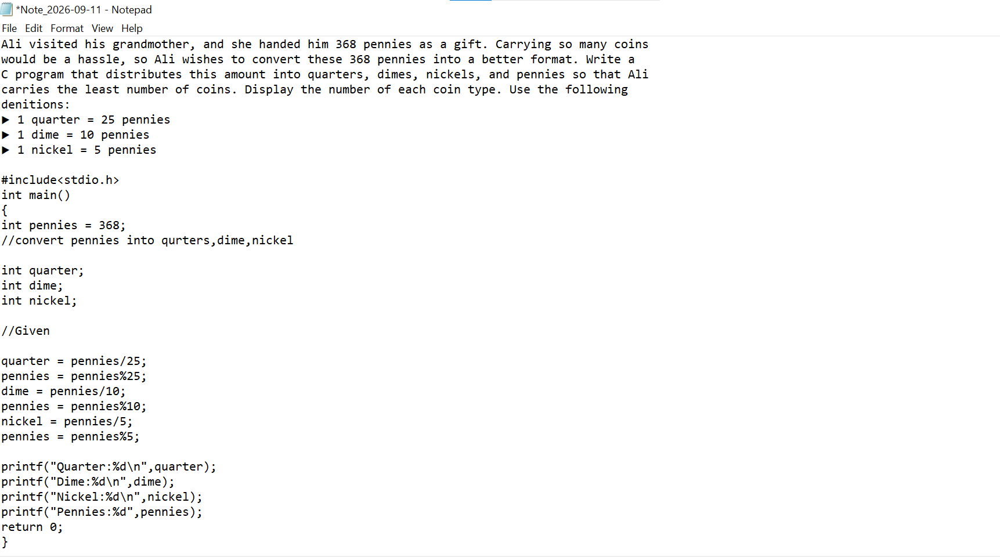 *Note_2026-09-11 - Notepad
File Edit Format View Help
Ali visited his grandmother, and she handed him 368 pennies as a gift. Carrying so many coins
would be a hassle, so Ali wishes to convert these 368 pennies into a better format. Write a
C program that distributes this amount into quarters, dimes, nickels, and pennies so that Ali
carries the least number of coins. Display the number of each coin type. Use the following
denitions:
▶ 1 quarter = 25 pennies
▶ 1 dime = 10 pennies
▶ 1 nickel = 5 pennies

#include<stdio.h>
int main()
{
int pennies = 368;
//convert pennies into qurters,dime,nickel

int quarter;
int dime;
int nickel;

//Given

quarter = pennies/25;
pennies = pennies%25;
dime = pennies/10;
pennies = pennies%10;
nickel = pennies/5;
pennies = pennies%5;

printf("Quarter:%d\n",quarter);
printf("Dime:%d\n",dime);
printf("Nickel:%d\n",nickel);
printf("Pennies:%d",pennies);
return 0;
}